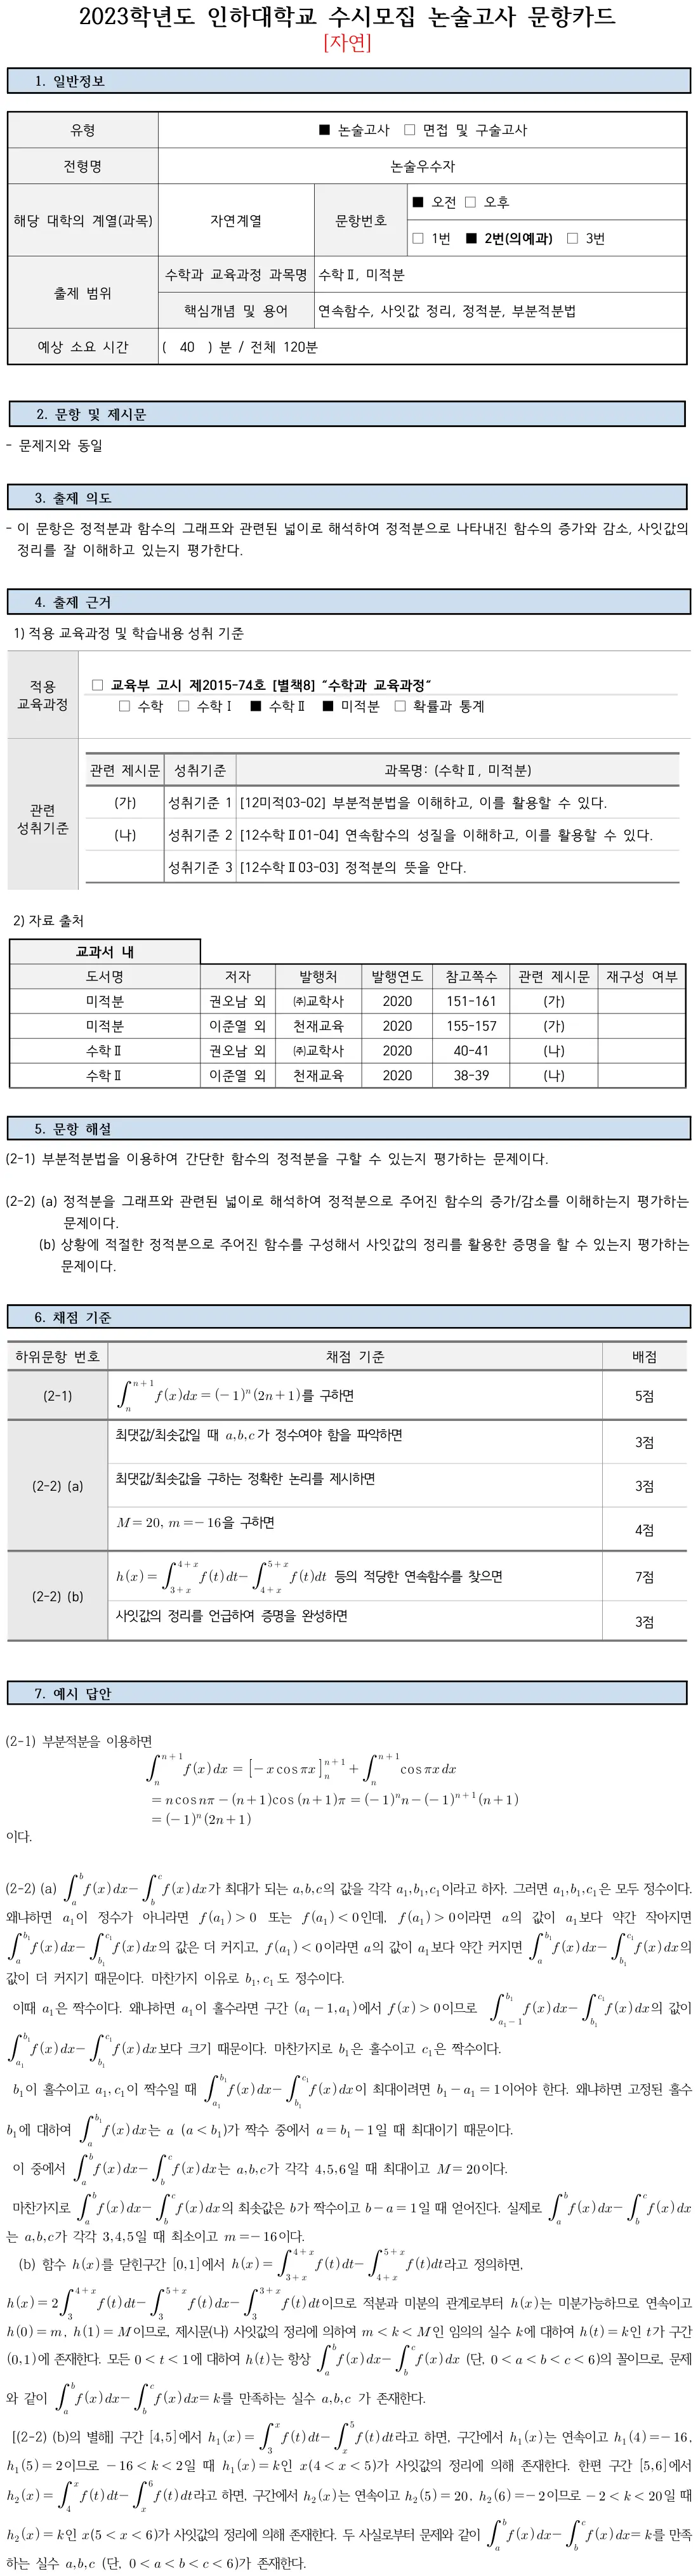 2023학년도 인하대학교 수시모집 논술고사 문항카드
[자연]
1. 일반정보
유형 ■ 논술고사 □ 면접 및 구술고사
전형명 논술우수자
해당 대학의 계열(과목) 자연계열 문항번호 ■ 오전 □ 오후
□ 1번 ■ 2번(의예과) □ 3번
출제 범위 수학과 교육과정 과목명 수학Ⅱ, 미적분
핵심개념 및 용어 연속함수, 사잇값 정리, 정적분, 부분적분법
예상 소요 시간 ( 40 ) 분 / 전체 120분
2. 문항 및 제시문
- 문제지와 동일
3. 출제 의도
- 이 문항은 정적분과 함수의 그래프와 관련된 넓이로 해석하여 정적분으로 나타내진 함수의 증가와 감소, 사잇값의
정리를 잘 이해하고 있는지 평가한다.
4. 출제 근거
1) 적용 교육과정 및 학습내용 성취 기준
적용 교육과정 □ 교육부 고시 제2015-74호 [별책8] “수학과 교육과정”
□ 수학 □ 수학Ⅰ ■ 수학Ⅱ ■ 미적분 □ 확률과 통계
관련 성취기준
관련 제시문 성취기준 과목명: (수학Ⅱ, 미적분)
(가) 성취기준 1 [12미적03-02] 부분적분법을 이해하고, 이를 활용할 수 있다.
(나) 성취기준 2 [12수학Ⅱ01-04] 연속함수의 성질을 이해하고, 이를 활용할 수 있다.
성취기준 3 [12수학Ⅱ03-03] 정적분의 뜻을 안다.
2) 자료 출처
교과서 내
도서명 저자 발행처 발행연도 참고쪽수 관련 제시문 재구성 여부
미적분 권오남 외 ㈜교학사 2020 151-161 (가)
미적분 이준열 외 천재교육 2020 155-157 (가)
수학Ⅱ 권오남 외 ㈜교학사 2020 40-41 (나)
수학Ⅱ 이준열 외 천재교육 2020 38-39 (나)
5. 문항 해설
(2-1) 부분적분법을 이용하여 간단한 함수의 정적분을 구할 수 있는지 평가하는 문제이다.
(2-2) (a) 정적분을 그래프와 관련된 넓이로 해석하여 정적분으로 주어진 함수의 증가/감소를 이해하는지 평가하는
문제이다.
(b) 상황에 적절한 정적분으로 주어진 함수를 구성해서 사잇값의 정리를 활용한 증명을 할 수 있는지 평가하는
문제이다.
6. 채점 기준
하위문항 번호 채점 기준 배점
(2-1) ∫_n^{n+1} f(x)dx = (-1)^n(2n+1)를 구하면 5점
(2-2) (a) 최댓값/최솟값일 때 a,b,c가 정수여야 함을 파악하면 3점
최댓값/최솟값을 구하는 정확한 논리를 제시하면 3점
M = 20, m = -16을 구하면 4점
(2-2) (b) h(x) = ∫_{3+x}^{4+x} f(t)dt - ∫_{4+x}^{5+x} f(t)dt 등의 적당한 연속함수를 찾으면 7점
사잇값의 정리를 언급하여 증명을 완성하면 3점
7. 예시 답안
(2-1) 부분적분을 이용하면
∫_n^{n+1} f(x)dx = [-x cos πx]_n^{n+1} + ∫_n^{n+1} cos πx dx
= n cos nπ - (n+1)cos (n+1)π = (-1)^n n - (-1)^{n+1}(n+1)
= (-1)^n(2n+1)
이다.
(2-2) (a) ∫_a^b f(x)dx - ∫_b^c f(x)dx가 최대가 되는 a,b,c의 값을 각각 a₁,b₁,c₁이라고 하자. 그러면 a₁,b₁,c₁은 모두 정수이다.
왜냐하면 a₁이 정수가 아니라면 f(a₁) > 0 또는 f(a₁) < 0인데, f(a₁) > 0이라면 a의 값이 a₁보다 약간 작아지면
∫_a^{b₁} f(x)dx - ∫_{b₁}^{c₁} f(x)dx의 값은 더 커지고, f(a₁) < 0이라면 a의 값이 a₁보다 약간 커지면 ∫_a^{b₁} f(x)dx - ∫_{b₁}^{c₁} f(x)dx의
값이 더 커지기 때문이다. 마찬가지 이유로 b₁, c₁도 정수이다.
이때 a₁은 짝수이다. 왜냐하면 a₁이 홀수라면 구간 (a₁-1,a₁)에서 f(x) > 0이므로 ∫_{a₁-1}^{b₁} f(x)dx - ∫_{b₁}^{c₁} f(x)dx의 값이
∫_{a₁}^{b₁} f(x)dx - ∫_{b₁}^{c₁} f(x)dx보다 크기 때문이다. 마찬가지로 b₁은 홀수이고 c₁은 짝수이다.
b₁이 홀수이고 a₁, c₁이 짝수일 때 ∫_{a₁}^{b₁} f(x)dx - ∫_{b₁}^{c₁} f(x)dx이 최대이려면 b₁ - a₁ = 1이어야 한다. 왜냐하면 고정된 홀수
b₁에 대하여 ∫_a^{b₁} f(x)dx는 a (a < b₁)가 짝수 중에서 a = b₁ - 1일 때 최대이기 때문이다.
이 중에서 ∫_a^b f(x)dx - ∫_b^c f(x)dx는 a,b,c가 각각 4,5,6일 때 최대이고 M = 20이다.
마찬가지로 ∫_a^b f(x)dx - ∫_b^c f(x)dx의 최솟값은 b가 짝수이고 b - a = 1일 때 얻어진다. 실제로 ∫_a^b f(x)dx - ∫_b^c f(x)dx
는 a,b,c가 각각 3,4,5일 때 최소이고 m = -16이다.
(b) 함수 h(x)를 닫힌구간 [0,1]에서 h(x) = ∫_{3+x}^{4+x} f(t)dt - ∫_{4+x}^{5+x} f(t)dt라고 정의하면,
h(x) = 2∫_3^{4+x} f(t)dt - ∫_3^{5+x} f(t)dx - ∫_3^{3+x} f(t)dt이므로 적분과 미분의 관계로부터 h(x)는 미분가능하므로 연속이고
h(0) = m, h(1) = M이므로, 제시문(나) 사잇값의 정리에 의하여 m < k < M인 임의의 실수 k에 대하여 h(t) = k인 t가 구간
(0,1)에 존재한다. 모든 0 < t < 1에 대하여 h(t)는 항상 ∫_a^b f(x)dx - ∫_b^c f(x)dx (단, 0 < a < b < c < 6)의 꼴이므로, 문제
와 같이 ∫_a^b f(x)dx - ∫_b^c f(x)dx = k를 만족하는 실수 a,b,c 가 존재한다.
[(2-2) (b)의 별해] 구간 [4,5]에서 h₁(x) = ∫_3^x f(t)dt - ∫_x^5 f(t)dt라고 하면, 구간에서 h₁(x)는 연속이고 h₁(4) = -16,
h₁(5) = 2이므로 -16 < k < 2일 때 h₁(x) = k인 x(4 < x < 5)가 사잇값의 정리에 의해 존재한다. 한편 구간 [5,6]에서
h₂(x) = ∫_4^x f(t)dt - ∫_x^6 f(t)dt라고 하면, 구간에서 h₂(x)는 연속이고 h₂(5) = 20, h₂(6) = -2이므로 -2 < k < 20일 때
h₂(x) = k인 x(5 < x < 6)가 사잇값의 정리에 의해 존재한다. 두 사실로부터 문제와 같이 ∫_a^b f(x)dx - ∫_b^c f(x)dx = k를 만족
하는 실수 a,b,c (단, 0 < a < b < c < 6)가 존재한다.